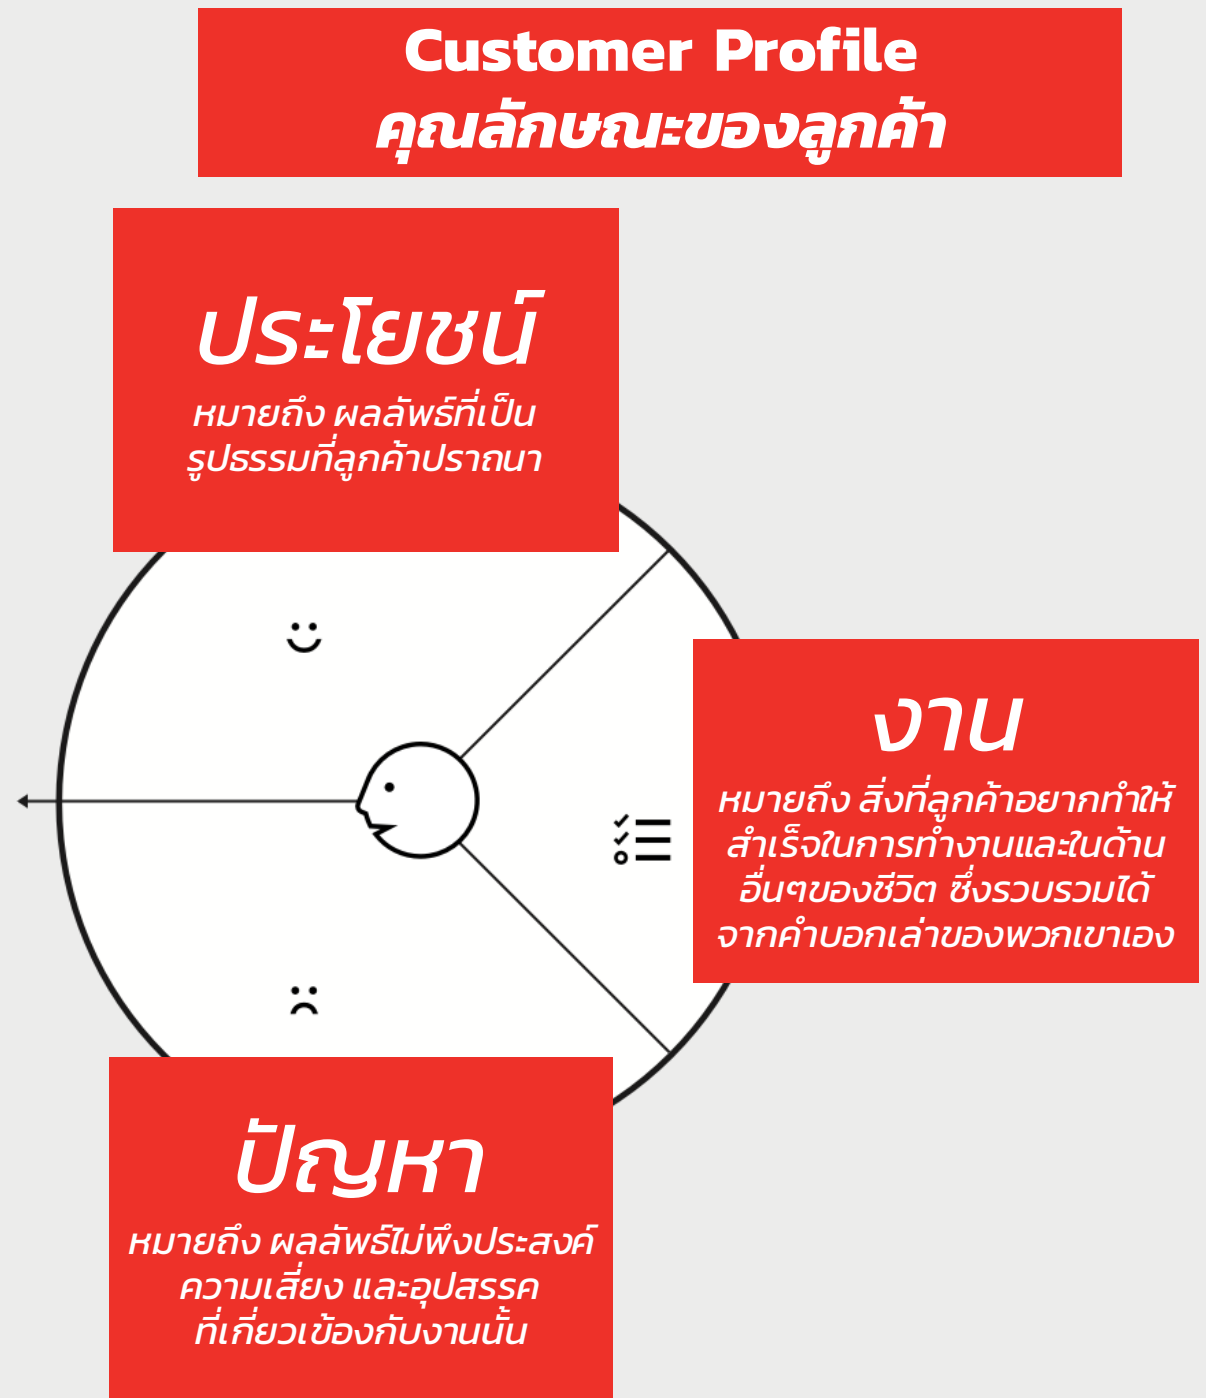 Customer Profile
คุณลักษณะของลูกค้า
ประโยชน์
หมายถึง ผลลัพธ์ที่เป็น
รูปธรรมที่ลูกค้าปราถนา
งาน
หมายถึง สิ่งที่ลูกค้าอยากทำให้
สำเร็จในการทำงานและในด้าน
อื่นๆของชีวิต ซึ่งรวบรวมได้
จากคำบอกเล่าของพวกเขาเอง
ปัญหา
หมายถึง ผลลัพธ์ไม่พึงประสงค์
ความเสี่ยง และอุปสรรค
ที่เกี่ยวเข้องกับงานนั้น